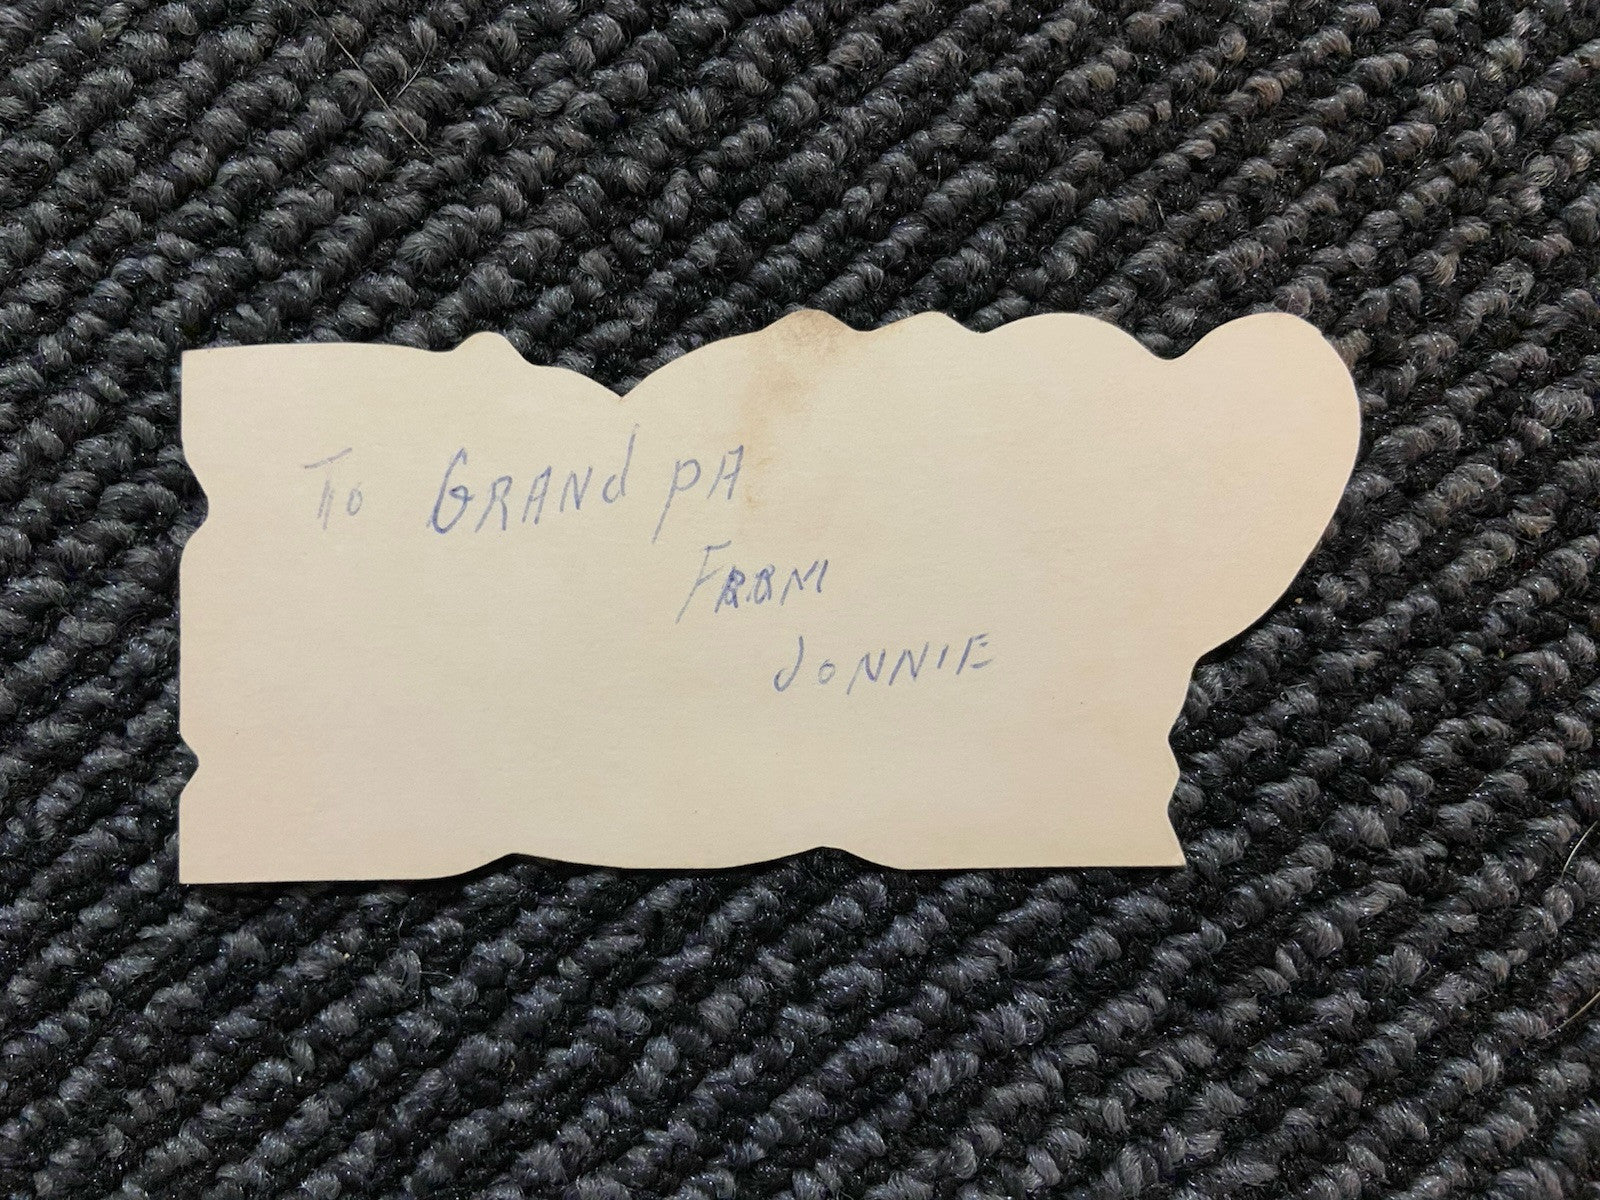 To GRANd PA
FROM
JONNIE